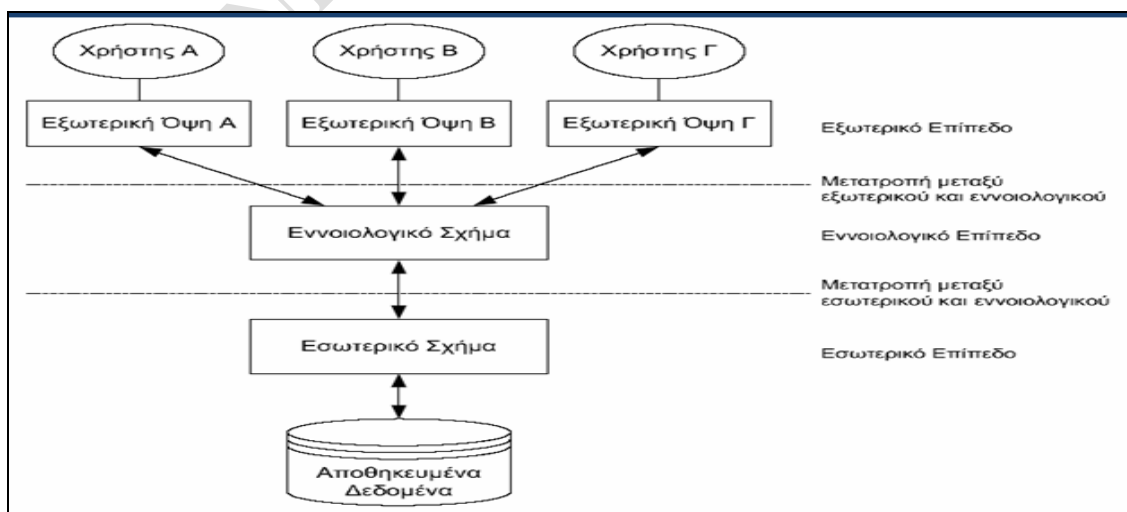 Χρήστης Α
Χρήστης Β
Χρήστης Γ
Εξωτερική Όψη Α
Εξωτερική Όψη Β
Εξωτερική Όψη Γ
Εξωτερικό Επίπεδο
Μετατροπή μεταξύ
εξωτερικού και εννοιολογικού
Εννοιολογικό Σχήμα
Εννοιολογικό Επίπεδο
Μετατροπή μεταξύ
εσωτερικού και εννοιολογικού
Εσωτερικό Σχήμα
Εσωτερικό Επίπεδο
Αποθηκευμένα
Δεδομένα